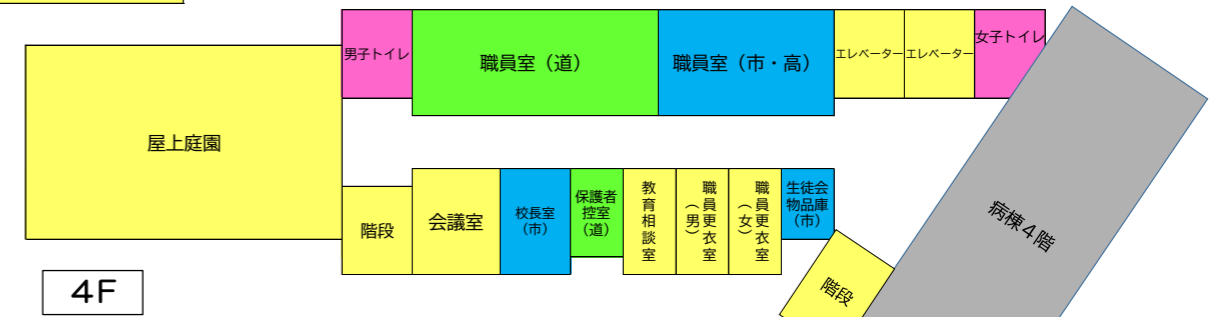 男子トイレ
職員室（道）
職員室（市・高）
エレベーター
エレベーター
女子トイレ
屋上庭園
階段
会議室
校長室
（市）
保護者
控室
（道）
教育相談室
職員更衣室
（男）
職員更衣室
（女）
生徒会
物品庫
（市）
病棟４階
階段
4F